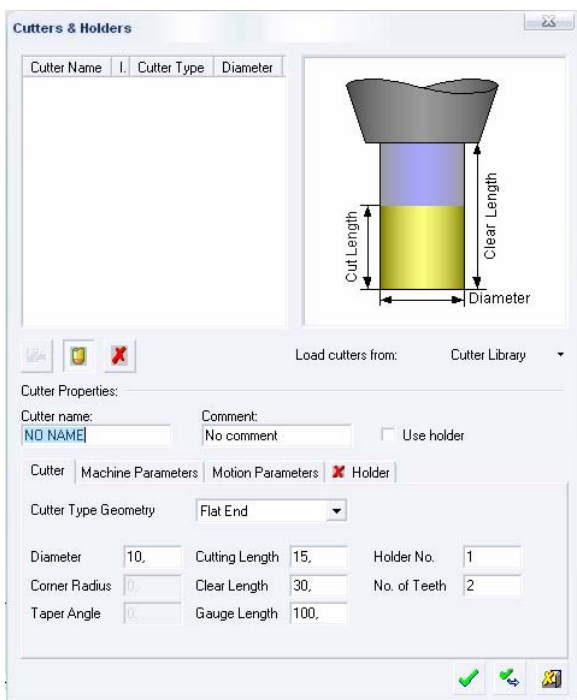 Cutters & Holders
Cutter Name I. Cutter Type Diameter
Cut Length
Clear Length
Diameter
Load cutters from: Cutter Library
Cutter Properties:
Cutter name: Comment:
NO NAME No comment Use holder
Cutter Machine Parameters Motion Parameters Holder
Cutter Type Geometry Flat End
Diameter 10, Cutting Length 15, Holder No. 1
Corner Radius 0, Clear Length 30, No. of Teeth 2
Taper Angle 0, Gauge Length 100,